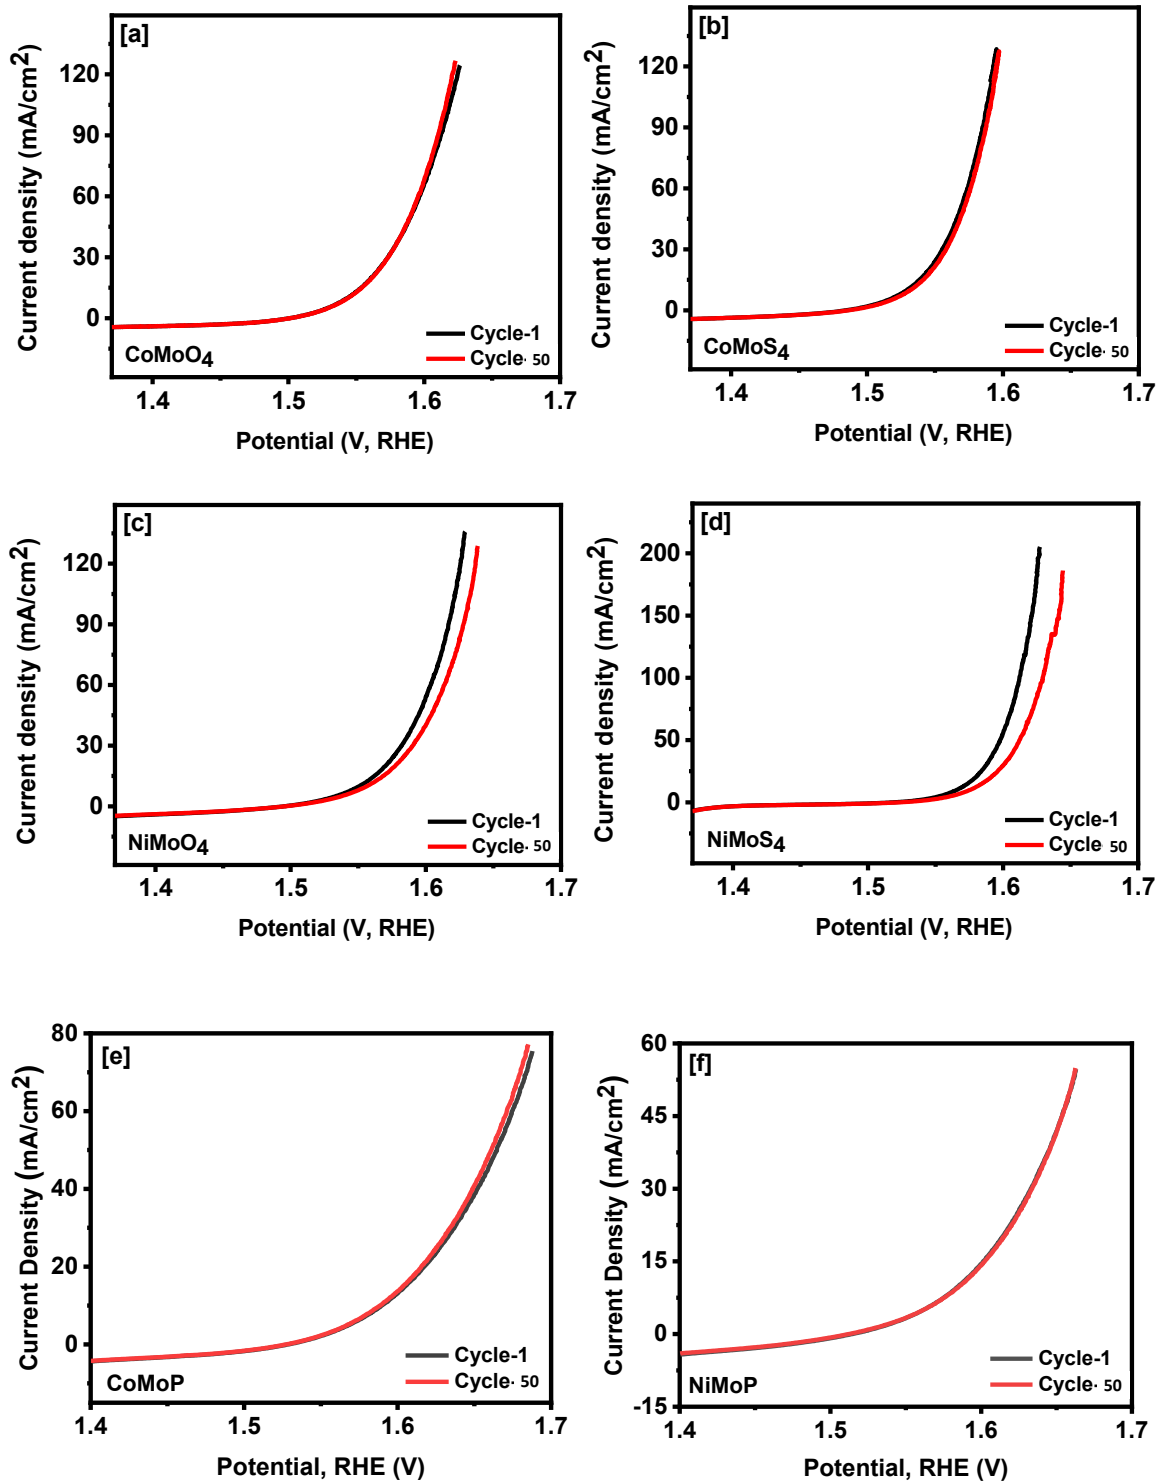 [a]
Current density (mA/cm2)
120
90
60
30
0
Cycle-1
Cycle- 50
CoMoO4
1.4 1.5 1.6 1.7
Potential (V, RHE)
[b]
Current density (mA/cm2)
120
90
60
30
0
Cycle-1
Cycle- 50
CoMoS4
1.4 1.5 1.6 1.7
Potential (V, RHE)
[c]
Current density (mA/cm2)
120
90
60
30
0
Cycle-1
Cycle- 50
NiMoO4
1.4 1.5 1.6 1.7
Potential (V, RHE)
[d]
Current density (mA/cm2)
200
150
100
50
0
Cycle-1
Cycle- 50
NiMoS4
1.4 1.5 1.6 1.7
Potential (V, RHE)
[e]
Current Density (mA/cm2)
80
60
40
20
0
Cycle-1
Cycle- 50
CoMoP
1.4 1.5 1.6 1.7
Potential, RHE (V)
[f]
Current Density (mA/cm2)
60
45
30
15
0
-15
Cycle-1
Cycle- 50
NiMoP
1.4 1.5 1.6 1.7
Potential, RHE (V)